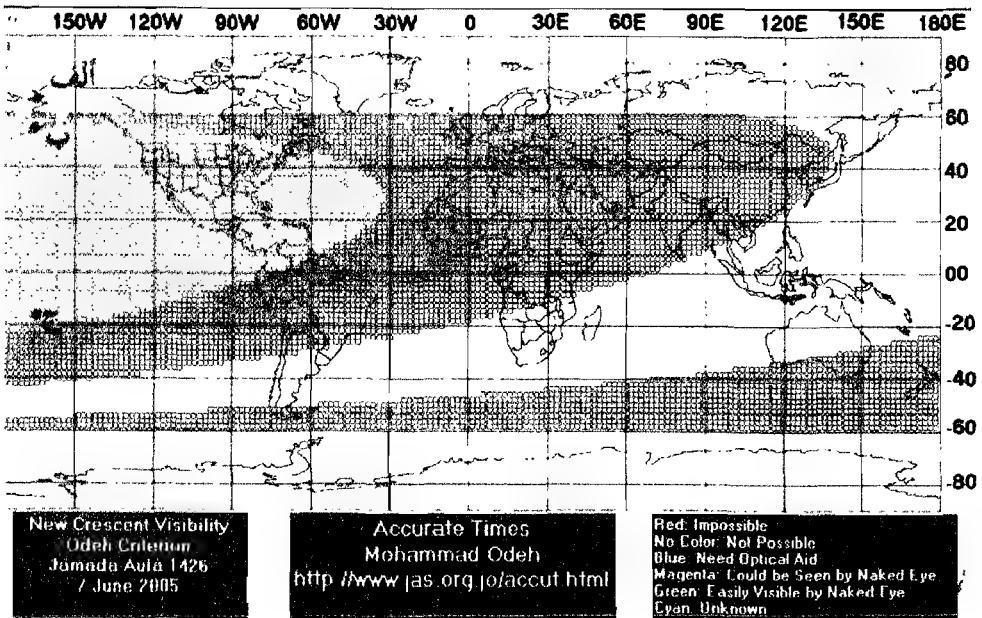 150W 120W 90W 60W 30W 0 30E 60E 90E 120E 150E 180E
80
الف
60
ب
40
20
00
-20
-40
-60
-80
New Crescent Visibility
Odeh Criterion
Jamada Aula 1426
7 June 2005
Accurate Times
Mohammad Odeh
http //www jas.org.jo/accut html
Red: Impossible
No Color: Not Possible
Blue: Need Optical Aid
Magenta: Could be Seen by Naked Eye
Green: Easily Visible by Naked Eye
Cyan: Unknown